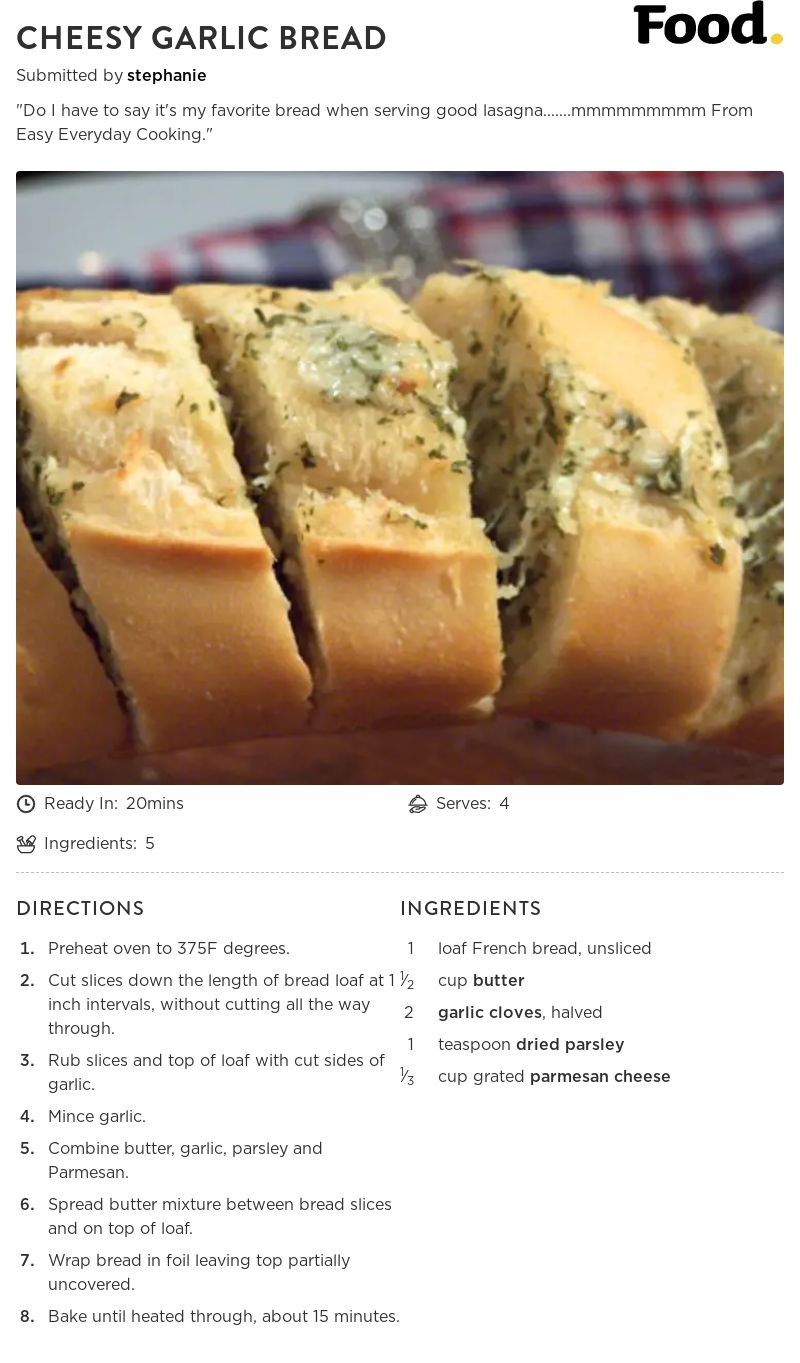 CHEESY GARLIC BREAD
Food.
Submitted by stephanie
"Do I have to say it's my favorite bread when serving good lasagna.......mmmmmmmmm From
Easy Everyday Cooking."
Ready In: 20mins
Serves: 4
Ingredients: 5
DIRECTIONS
1. Preheat oven to 375F degrees.
2. Cut slices down the length of bread loaf at 1
inch intervals, without cutting all the way
through.
3. Rub slices and top of loaf with cut sides of
garlic.
4. Mince garlic.
5. Combine butter, garlic, parsley and
Parmesan.
6. Spread butter mixture between bread slices
and on top of loaf.
7. Wrap bread in foil leaving top partially
uncovered.
8. Bake until heated through, about 15 minutes.
INGREDIENTS
1 loaf French bread, unsliced
1⁄2 cup butter
2 garlic cloves, halved
1 teaspoon dried parsley
1⁄3 cup grated parmesan cheese